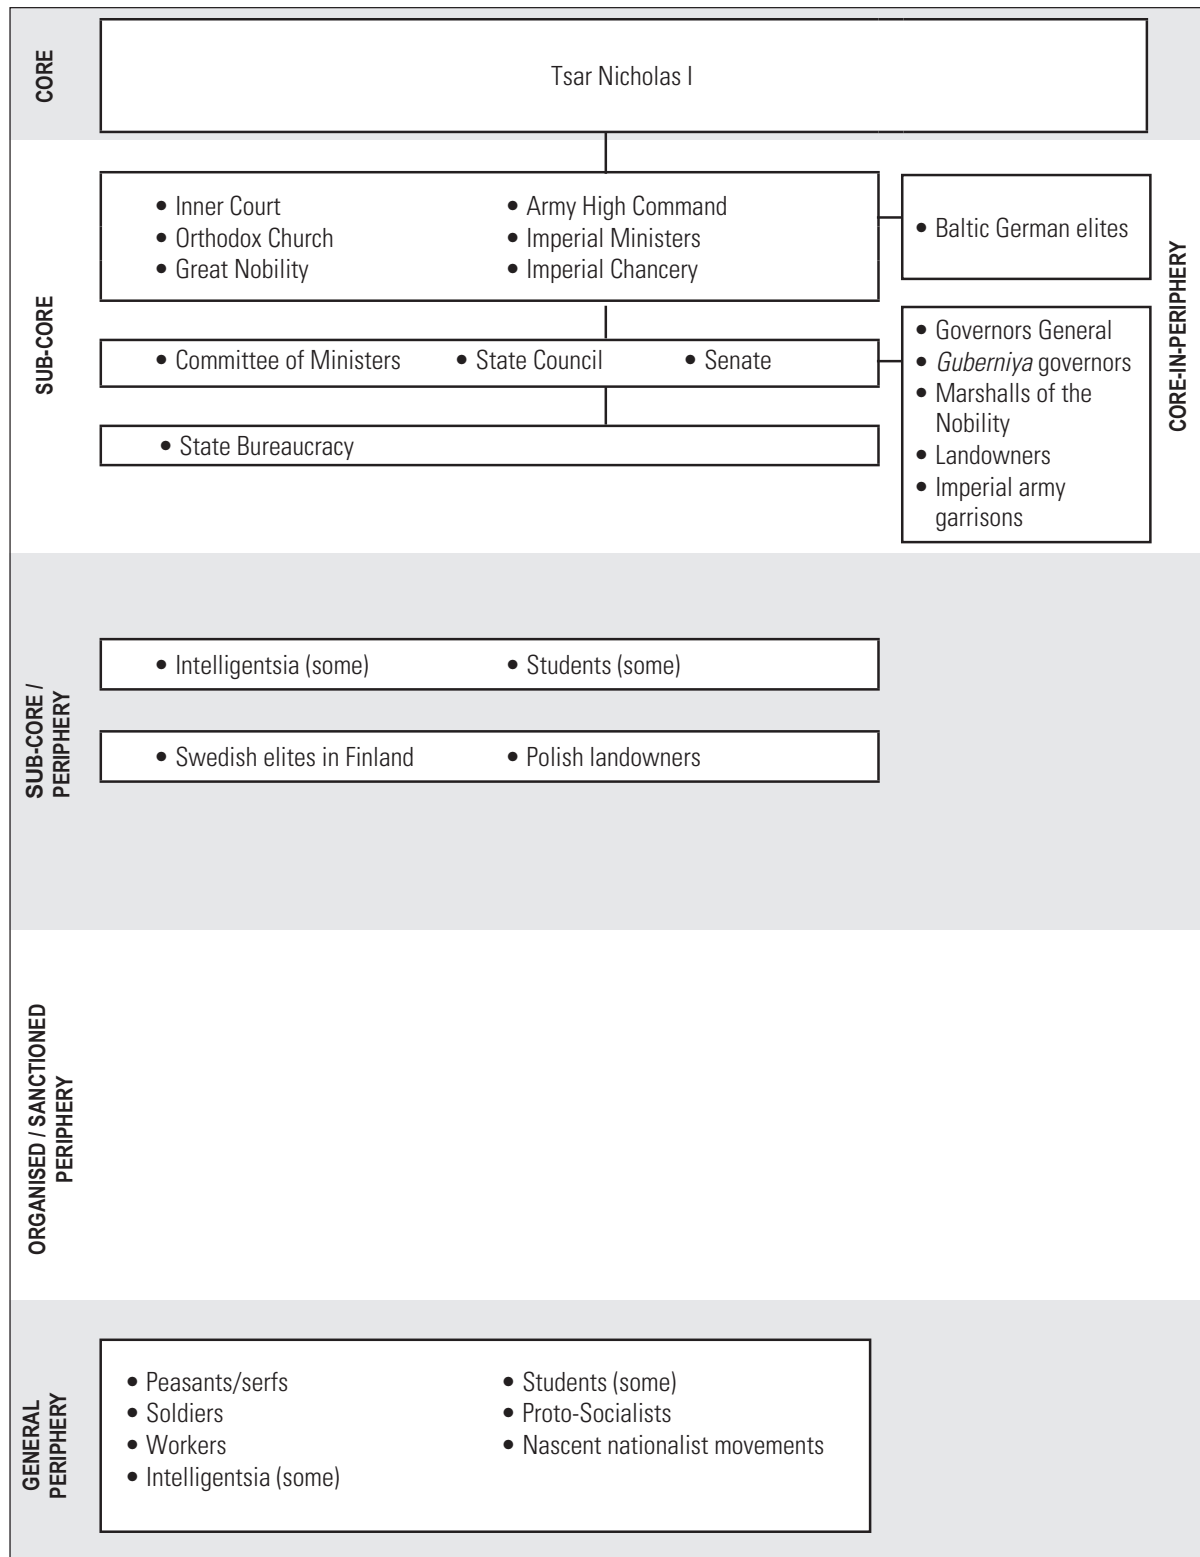 CORE
Tsar Nicholas I
SUB-CORE
• Inner Court
• Orthodox Church
• Great Nobility
• Army High Command
• Imperial Ministers
• Imperial Chancery
• Baltic German elites
CORE-IN-PERIPHERY
• Committee of Ministers • State Council • Senate
• Governors General
• Guberniya governors
• Marshalls of the
Nobility
• Landowners
• Imperial army
garrisons
• State Bureaucracy
SUB-CORE /
PERIPHERY
• Intelligentsia (some) • Students (some)
• Swedish elites in Finland • Polish landowners
ORGANISED / SANCTIONED
PERIPHERY
GENERAL
PERIPHERY
• Peasants/serfs
• Soldiers
• Workers
• Intelligentsia (some)
• Students (some)
• Proto-Socialists
• Nascent nationalist movements